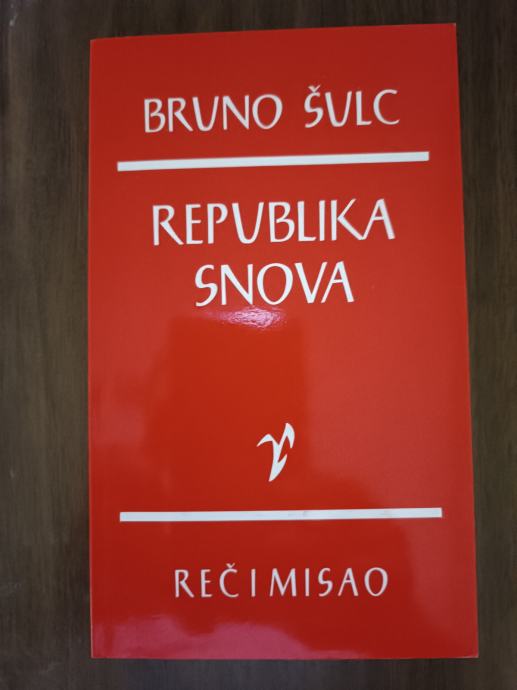 BRUNO ŠULC
REPUBLIKA
SNOVA
REČ I MISAO